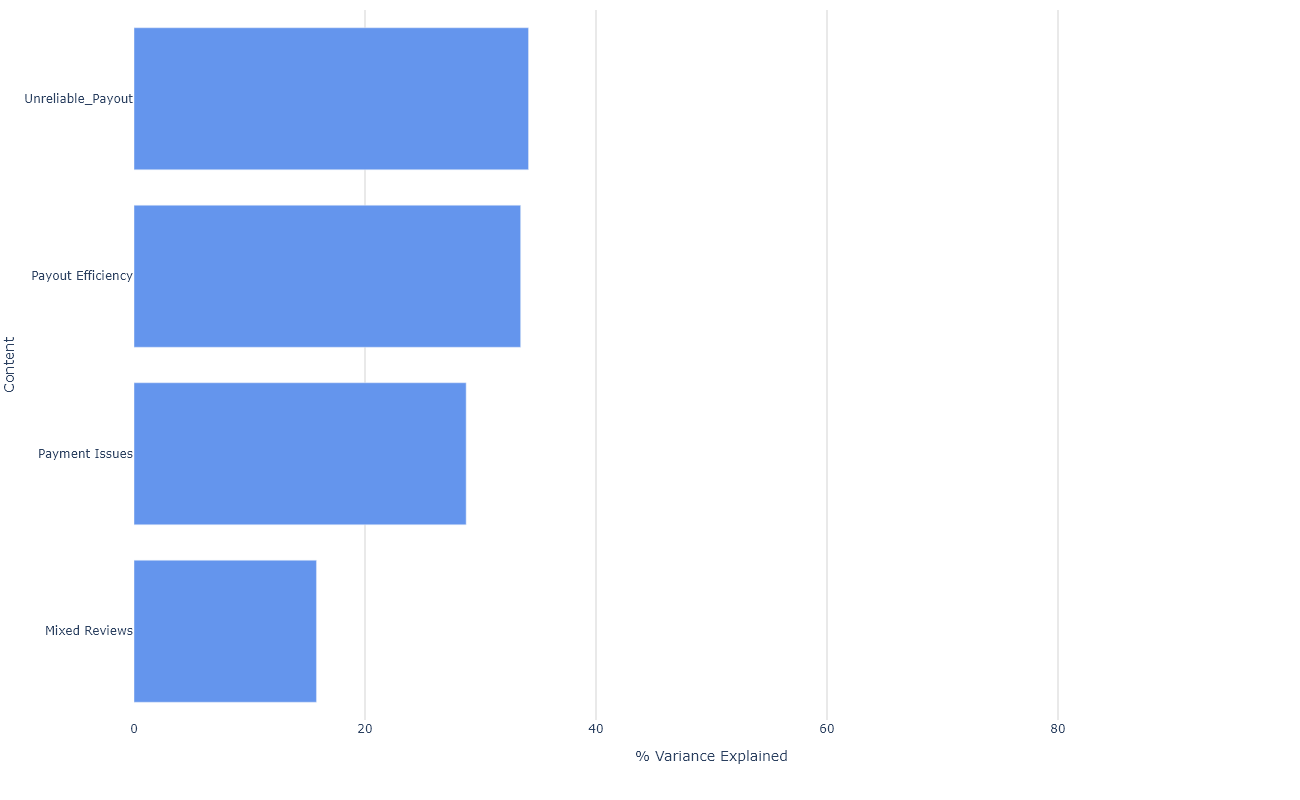 Unreliable_Payout
Payout Efficiency
Content
Payment Issues
Mixed Reviews
0 20 40 60 80
% Variance Explained